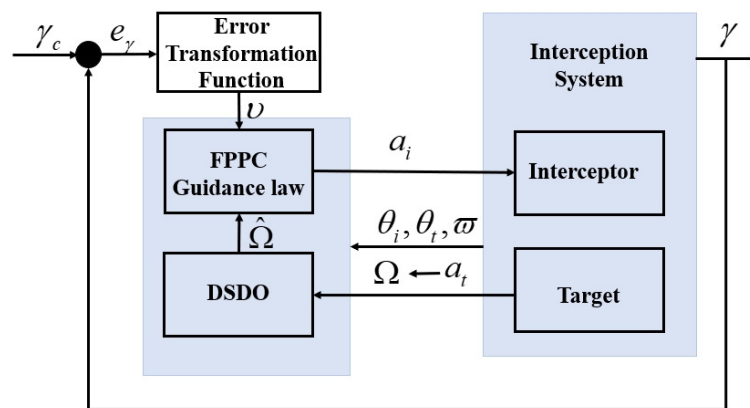 γ_c
e_γ
Error
Transformation
Function
υ
FPPC
Guidance law
Ω̂
DSDO
a_i
θ_i, θ_t, ϖ
Ω ← a_t
Interception
System
Interceptor
Target
γ